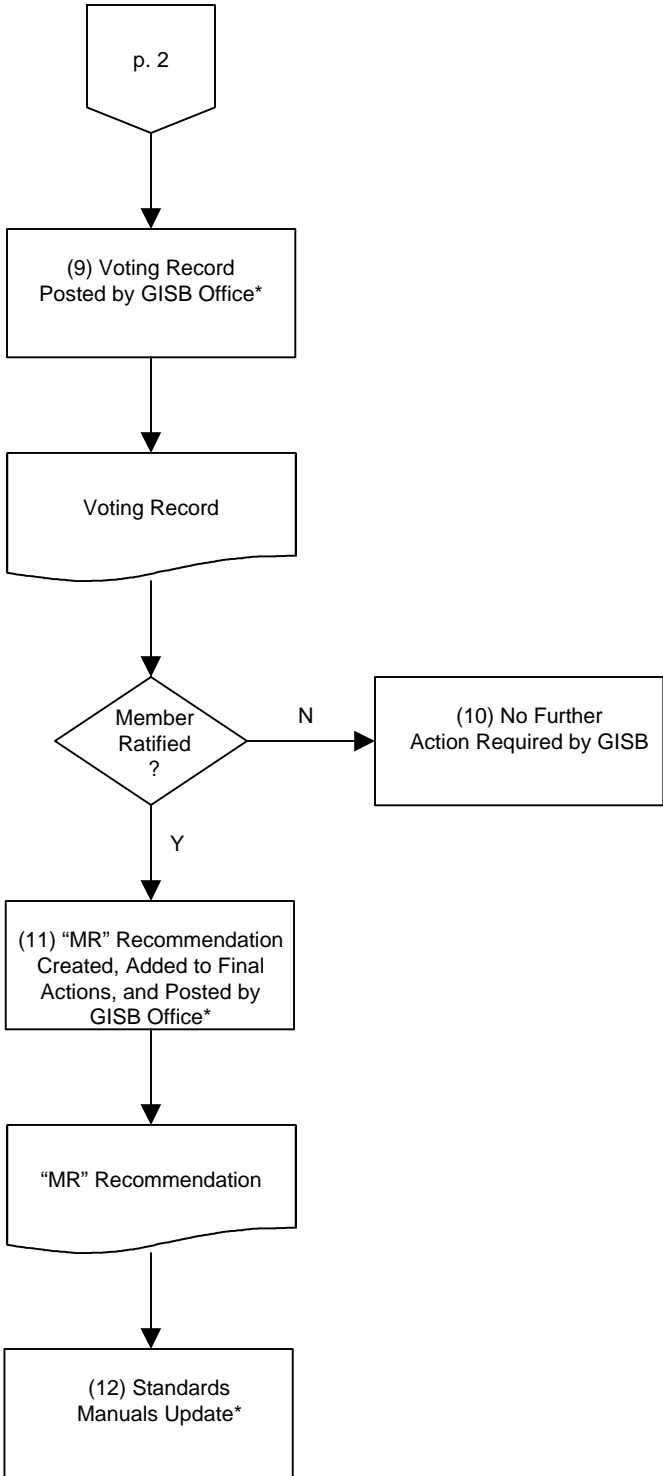 p. 2
(9) Voting Record
Posted by GISB Office*
Voting Record
Member
Ratified
?
N
(10) No Further
Action Required by GISB
Y
(11) “MR” Recommendation
Created, Added to Final
Actions, and Posted by
GISB Office*
“MR” Recommendation
(12) Standards
Manuals Update*